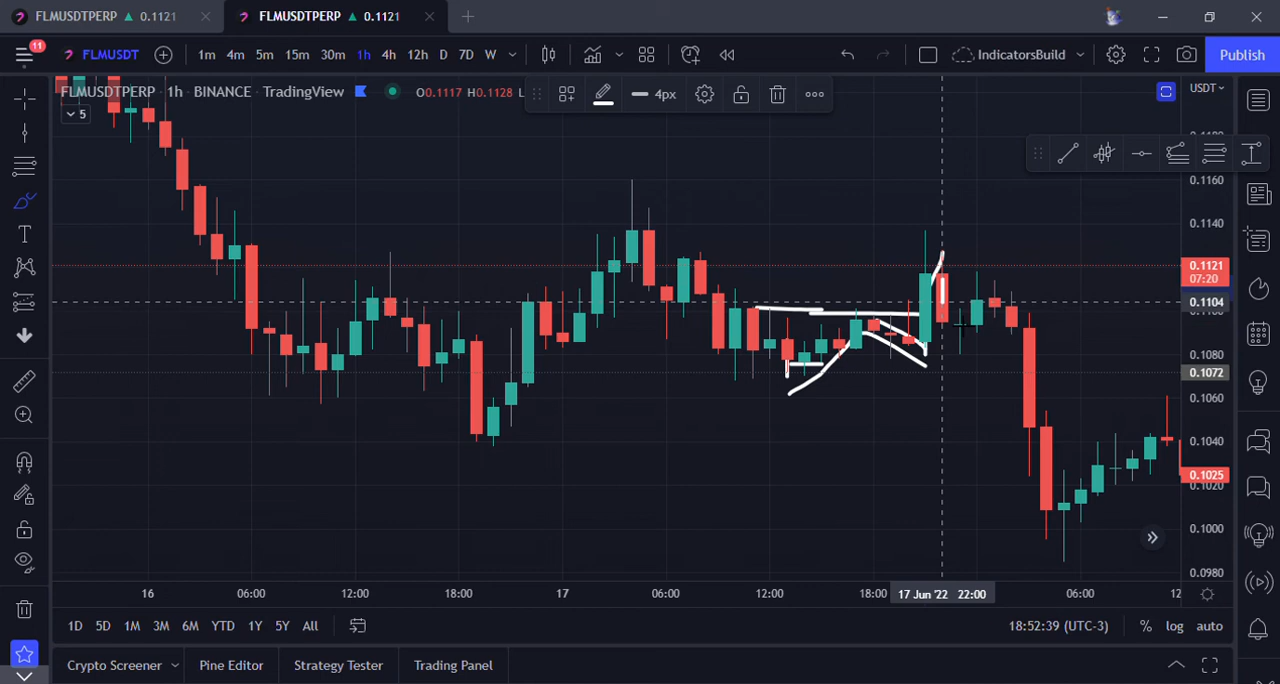 FLMUSDTPERP ▲ 0.1121
FLMUSDTPERP ▲ 0.1121
11
FLMUSDT
1m 4m 5m 15m 30m 1h 4h 12h D 7D W
IndicatorsBuild
Publish
FLMUSDTPERP · 1h · BINANCE · TradingView
O0.1117 H0.1128 L
4px
USDT
5
0.1160
0.1140
0.1121
07:20
0.1104
0.1080
0.1072
0.1060
0.1040
0.1025
0.1020
0.1000
0.0980
16 06:00 12:00 18:00 17 06:00 12:00 18:00 17 Jun '22 22:00 06:00 12
1D 5D 1M 3M 6M YTD 1Y 5Y All
18:52:39 (UTC-3) % log auto
Crypto Screener Pine Editor Strategy Tester Trading Panel